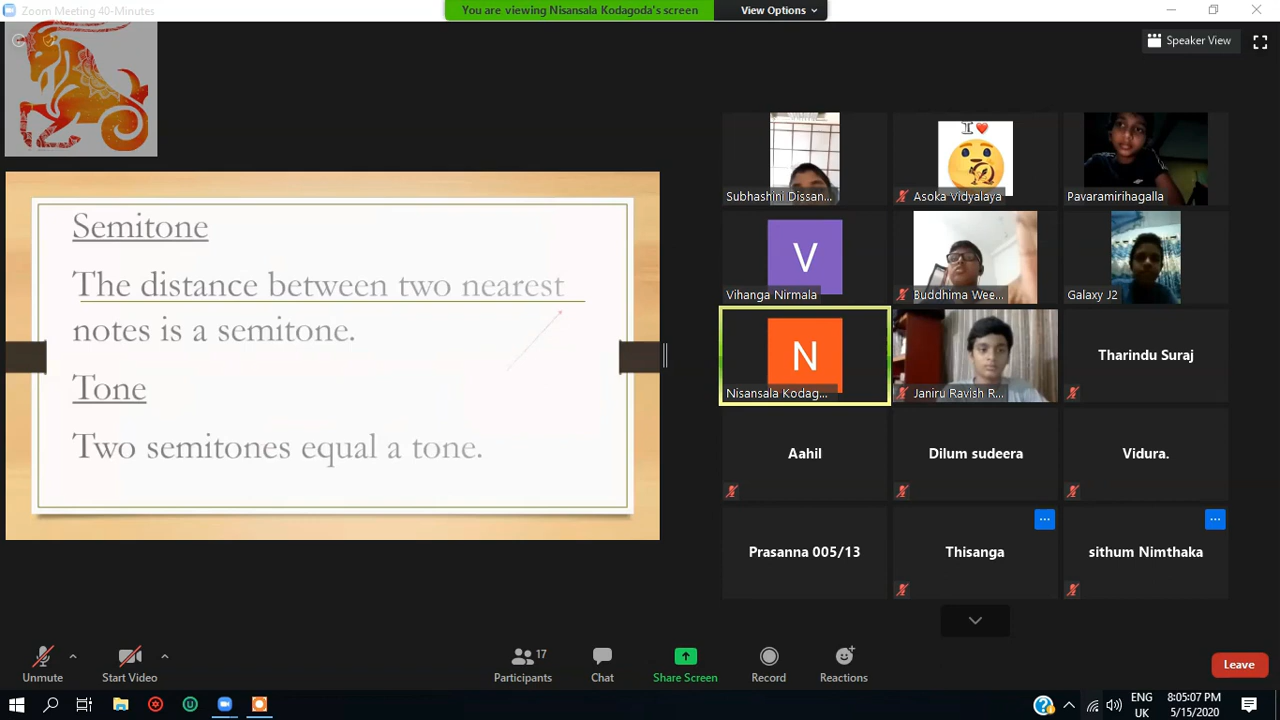 Zoom Meeting 40-Minutes
You are viewing Nisansala Kodagoda's screen
View Options
Speaker View
Semitone
The distance between two nearest
notes is a semitone.
Tone
Two semitones equal a tone.
I
Subhashini Dissan...
Asoka Vidyalaya
Pavaramirihagalla
V
Vihanga Nirmala
Buddhima Wee...
Galaxy J2
N
Nisansala Kodag...
Janiru Ravish R...
Tharindu Suraj
Aahil
Dilum sudeera
Vidura.
Prasanna 005/13
Thisanga
sithum Nimthaka
Unmute
Start Video
17
Participants
Chat
Share Screen
Record
Reactions
Leave
ENG
UK
8:05:07 PM
5/15/2020